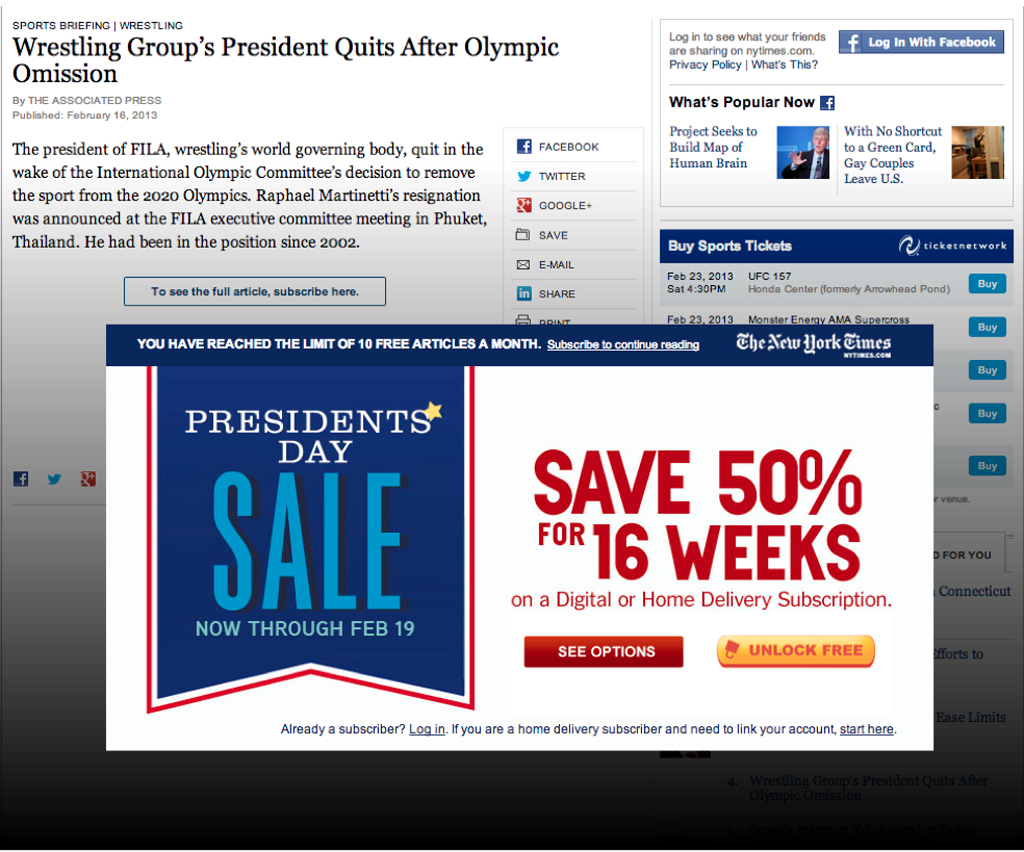 SPORTS BRIEFING | WRESTLING
Wrestling Group's President Quits After Olympic
Omission
By THE ASSOCIATED PRESS
Published: February 16, 2013
The president of FILA, wrestling's world governing body, quit in the
wake of the International Olympic Committee's decision to remove
the sport from the 2020 Olympics. Raphael Martinetti's resignation
was announced at the FILA executive committee meeting in Phuket,
Thailand. He had been in the position since 2002.
To see the full article, subscribe here.
FACEBOOK
TWITTER
GOOGLE+
SAVE
E-MAIL
SHARE
PRINT
Log in to see what your friends
are sharing on nytimes.com.
Privacy Policy | What's This?
Log In With Facebook
What's Popular Now
Project Seeks to
Build Map of
Human Brain
With No Shortcut
to a Green Card,
Gay Couples
Leave U.S.
Buy Sports Tickets
ticketnetwork
Feb 23, 2013 UFC 157
Sat 4:30PM Honda Center (formerly Arrowhead Pond)
Buy
Feb 23, 2013 Monster Energy AMA Supercross
Buy
Buy
Buy
Buy
r venue.
D FOR YOU
Connecticut
Efforts to
Ease Limits
4. Wrestling Group's President Quits After
Olympic Omission
YOU HAVE REACHED THE LIMIT OF 10 FREE ARTICLES A MONTH. Subscribe to continue reading
The New York Times
NYTIMES.COM
PRESIDENTS
DAY
SALE
NOW THROUGH FEB 19
SAVE 50%
FOR 16 WEEKS
on a Digital or Home Delivery Subscription.
SEE OPTIONS
UNLOCK FREE
Already a subscriber? Log in. If you are a home delivery subscriber and need to link your account, start here.